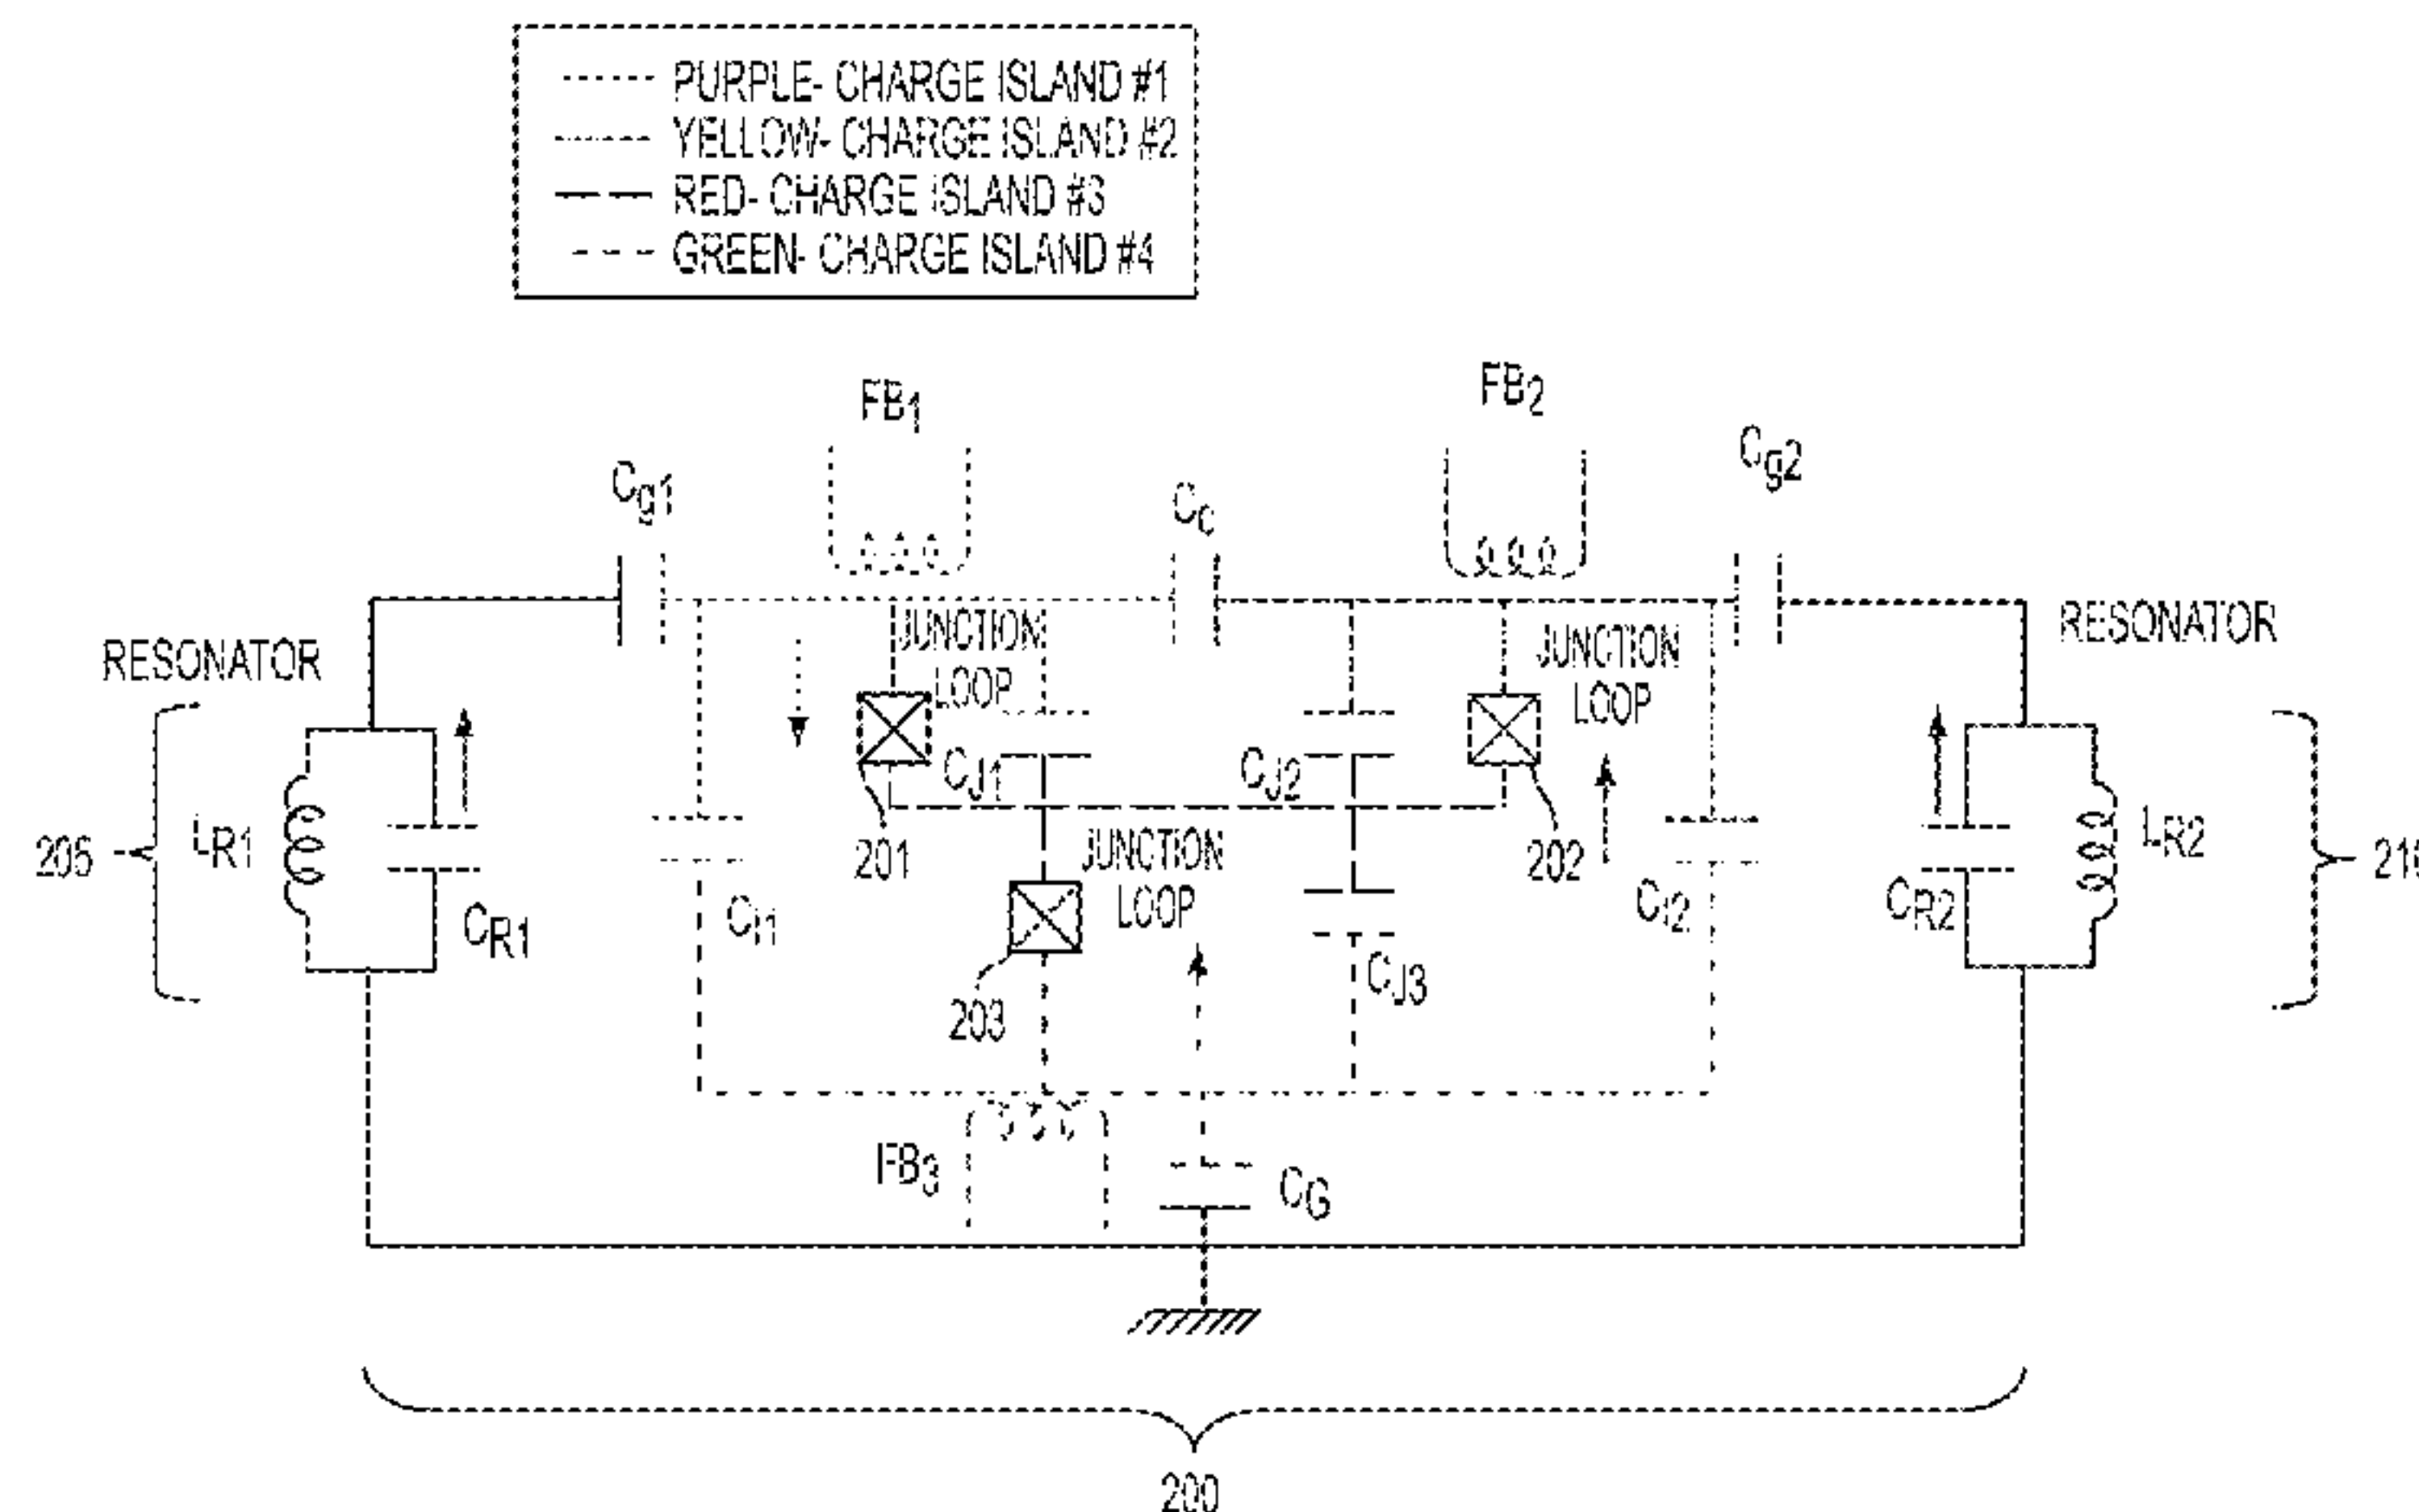 PURPLE- CHARGE ISLAND #1
YELLOW- CHARGE ISLAND #2
RED- CHARGE ISLAND #3
GREEN- CHARGE ISLAND #4
FB1
FB2
Cg1
Cc
Cg2
RESONATOR
JUNCTION
LOOP
JUNCTION
LOOP
RESONATOR
CJ1
CJ2
205
LR1
CR1
CI1
201
JUNCTION
LOOP
202
CI2
CR2
LR2
203
CJ3
FB3
CG
200